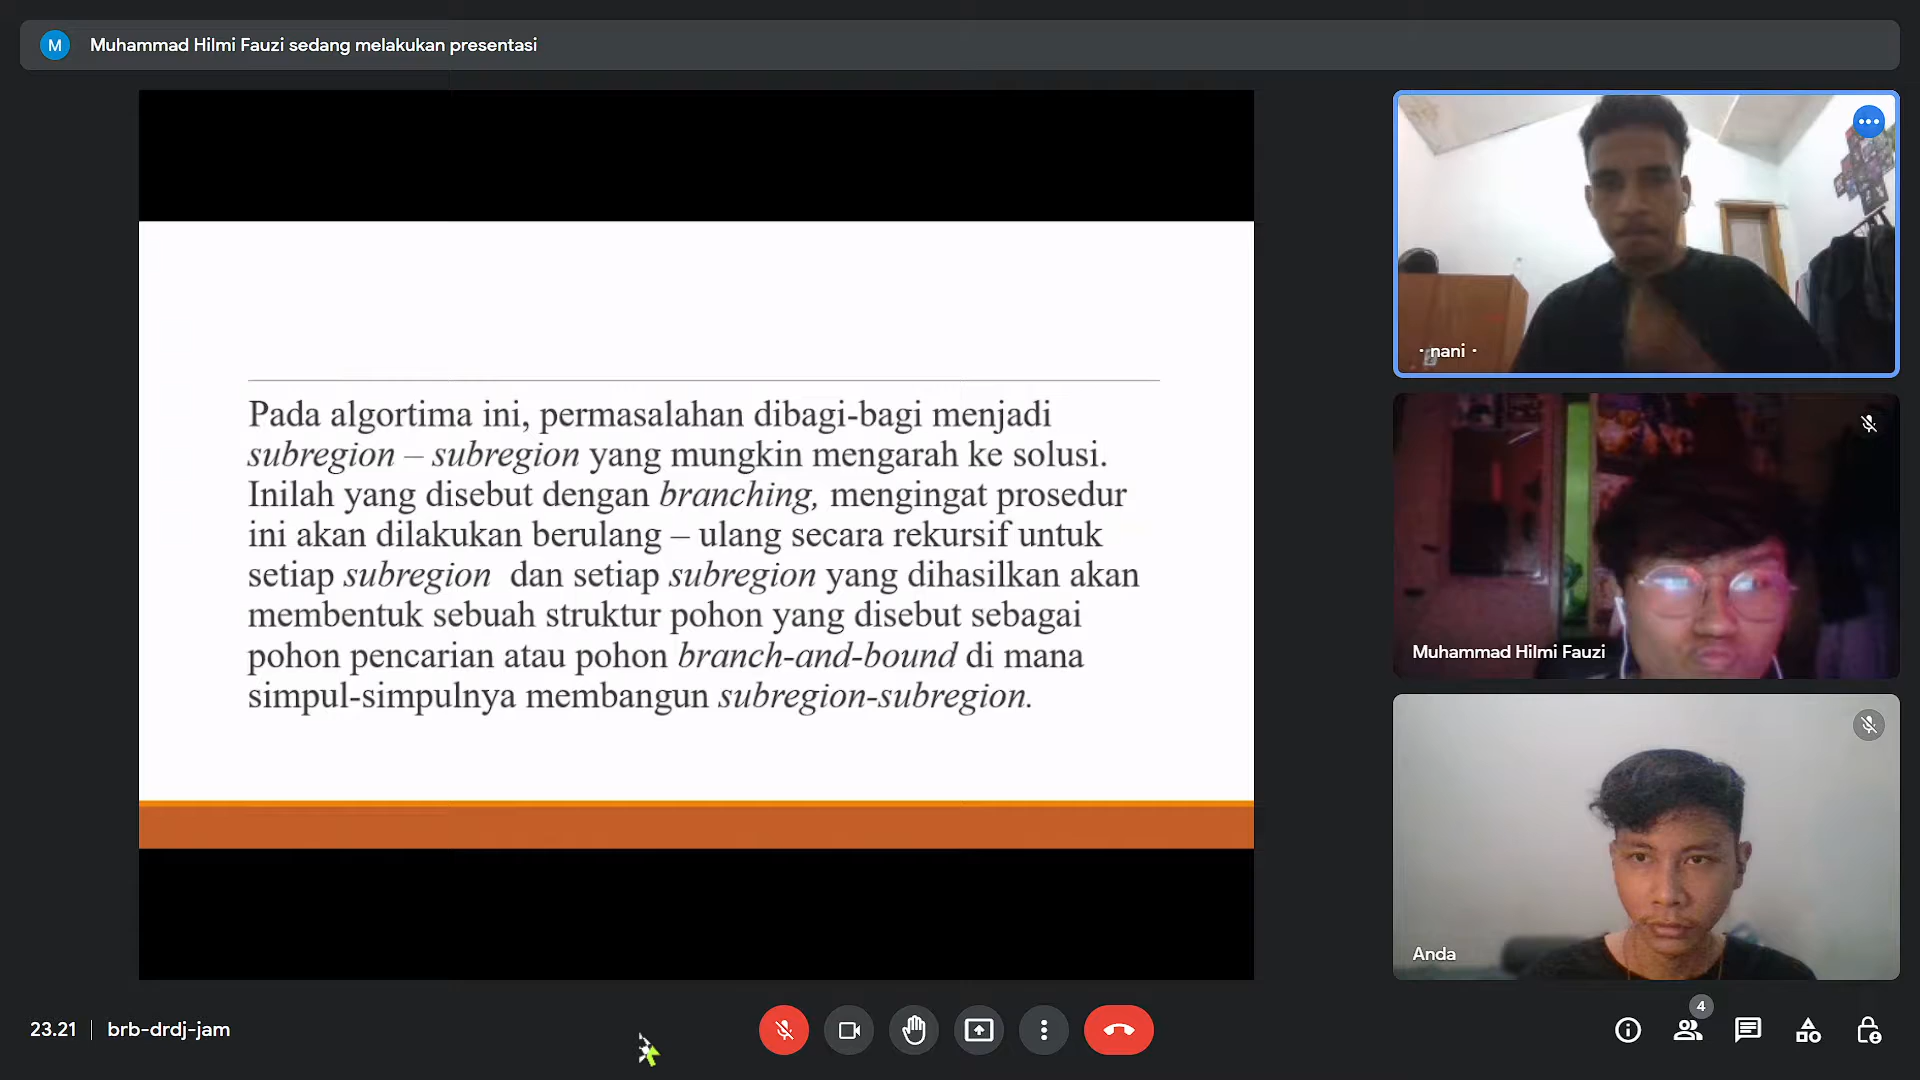 M
Muhammad Hilmi Fauzi sedang melakukan presentasi
Pada algortima ini, permasalahan dibagi-bagi menjadi
subregion – subregion yang mungkin mengarah ke solusi.
Inilah yang disebut dengan branching, mengingat prosedur
ini akan dilakukan berulang – ulang secara rekursif untuk
setiap subregion  dan setiap subregion yang dihasilkan akan
membentuk sebuah struktur pohon yang disebut sebagai
pohon pencarian atau pohon branch-and-bound di mana
simpul-simpulnya membangun subregion-subregion.
· nani ·
Muhammad Hilmi Fauzi
Anda
23.21 | brb-drdj-jam
4